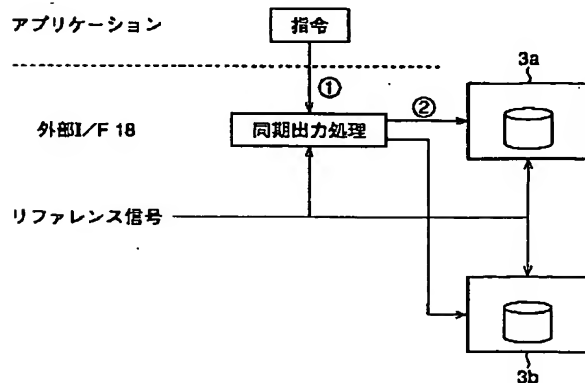 アプリケーション
指令
①
3a
②
外部I/F 18
同期出力処理
リファレンス信号
3b